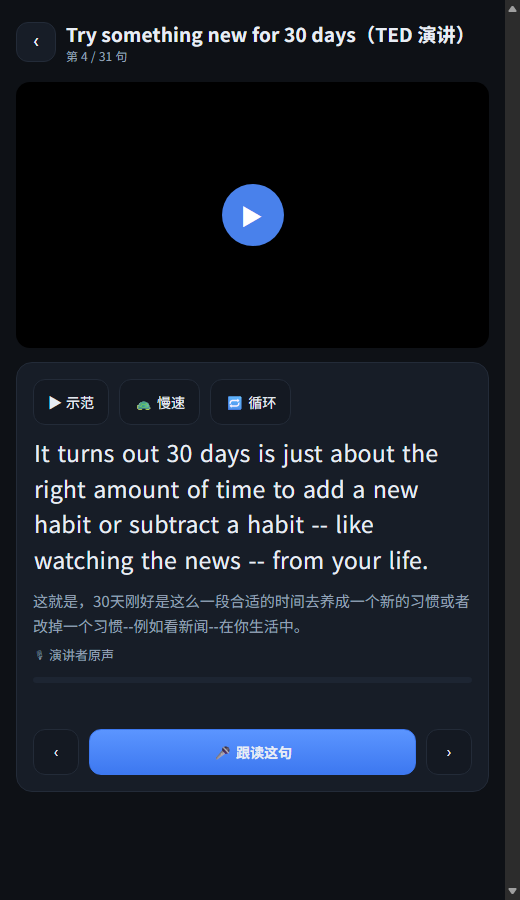 ‹
Try something new for 30 days（TED 演讲）
第 4 / 31 句
▶ 示范
🐢 慢速
🔁 循环
It turns out 30 days is just about the
right amount of time to add a new
habit or subtract a habit -- like
watching the news -- from your life.
这就是，30天刚好是这么一段合适的时间去养成一个新的习惯或者
改掉一个习惯--例如看新闻--在你生活中。
🎙 演讲者原声
‹
🎤 跟读这句
›